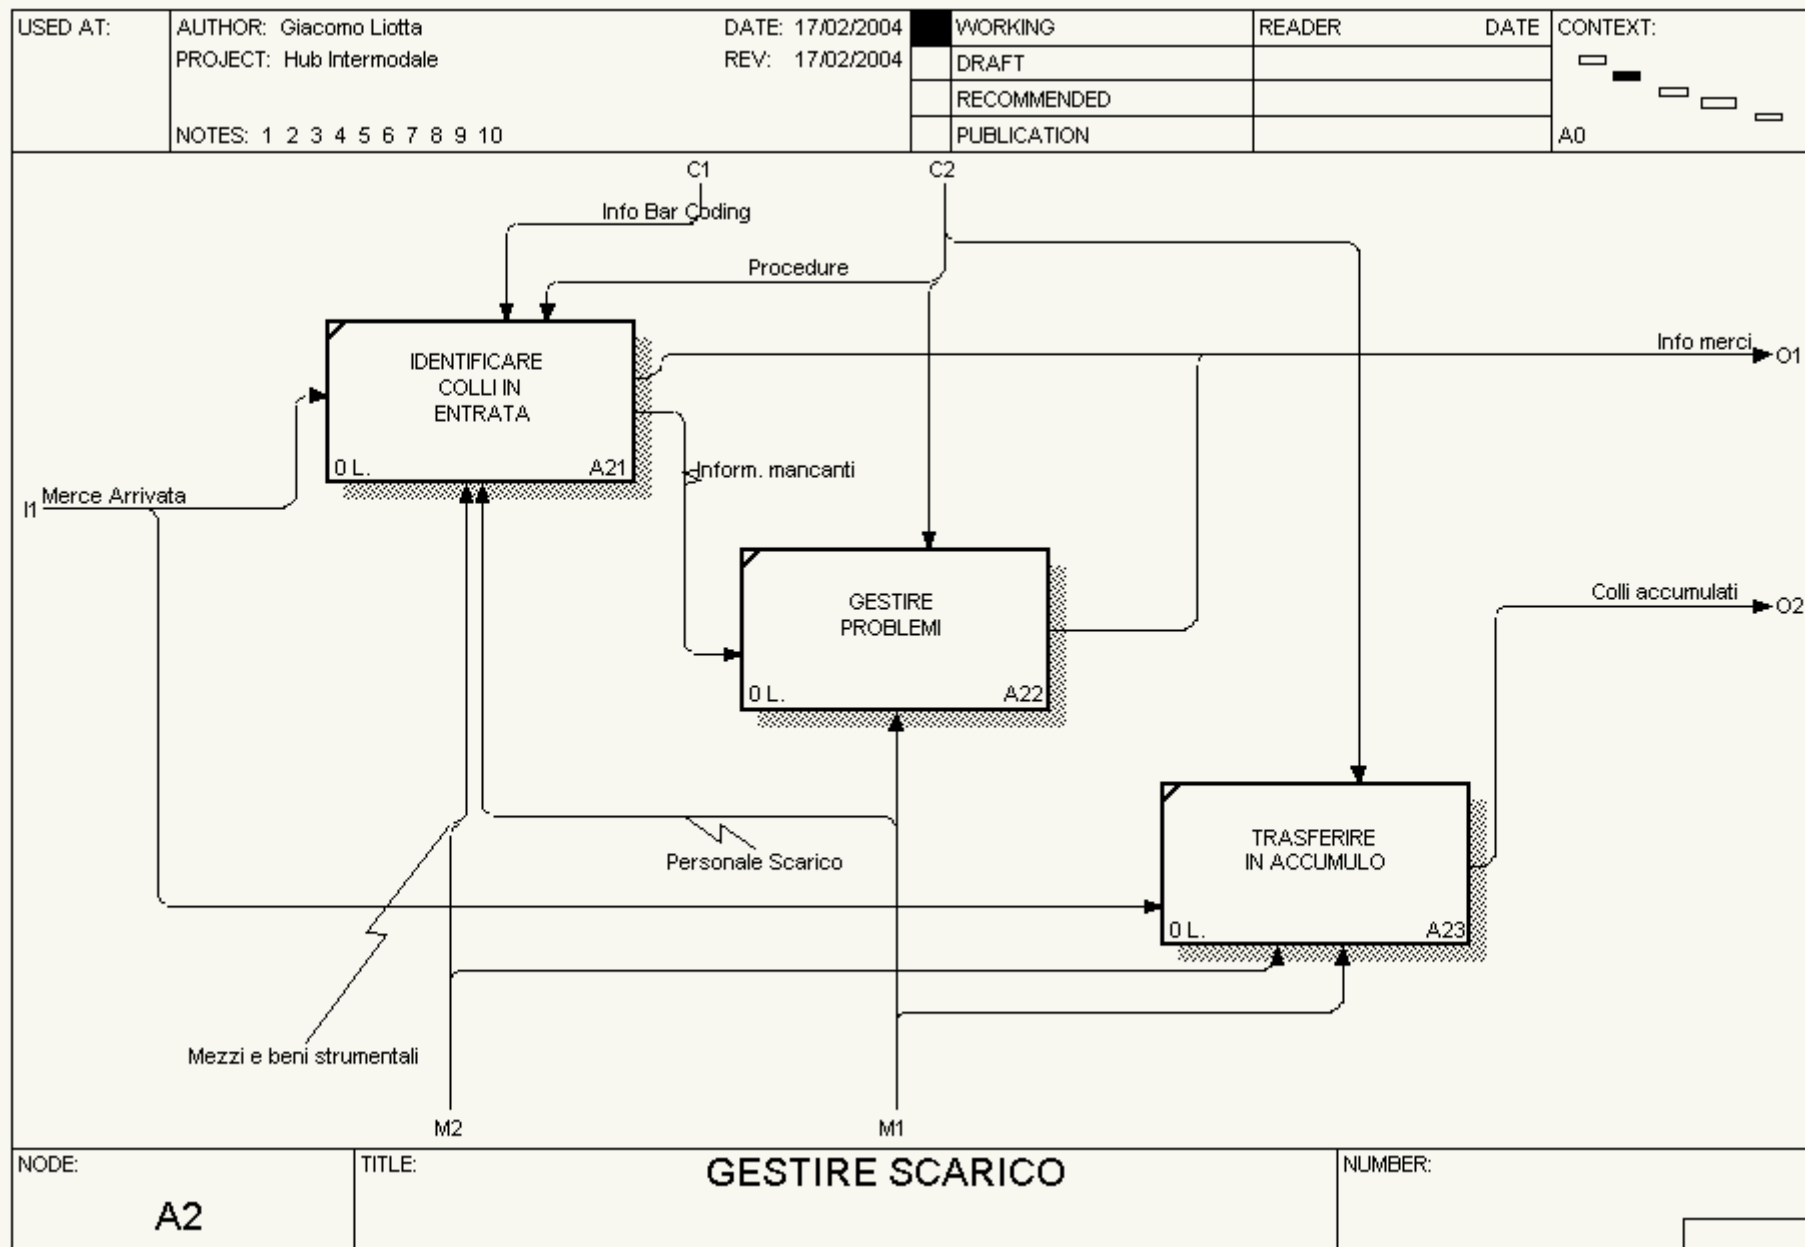 USED AT:
AUTHOR: Giacomo Liotta
DATE: 17/02/2004
PROJECT: Hub Intermodale
REV: 17/02/2004
NOTES: 1 2 3 4 5 6 7 8 9 10
WORKING
DRAFT
RECOMMENDED
PUBLICATION
READER DATE
CONTEXT:
A0
C1
C2
Info Bar Coding
Procedure
IDENTIFICARE
COLLI IN
ENTRATA
0 L. A21
Info merci
O1
Inform. mancanti
I1
Merce Arrivata
GESTIRE
PROBLEMI
0 L. A22
Colli accumulati
O2
TRASFERIRE
IN ACCUMULO
0 L. A23
Personale Scarico
Mezzi e beni strumentali
M2
M1
NODE:
A2
TITLE:
GESTIRE SCARICO
NUMBER: